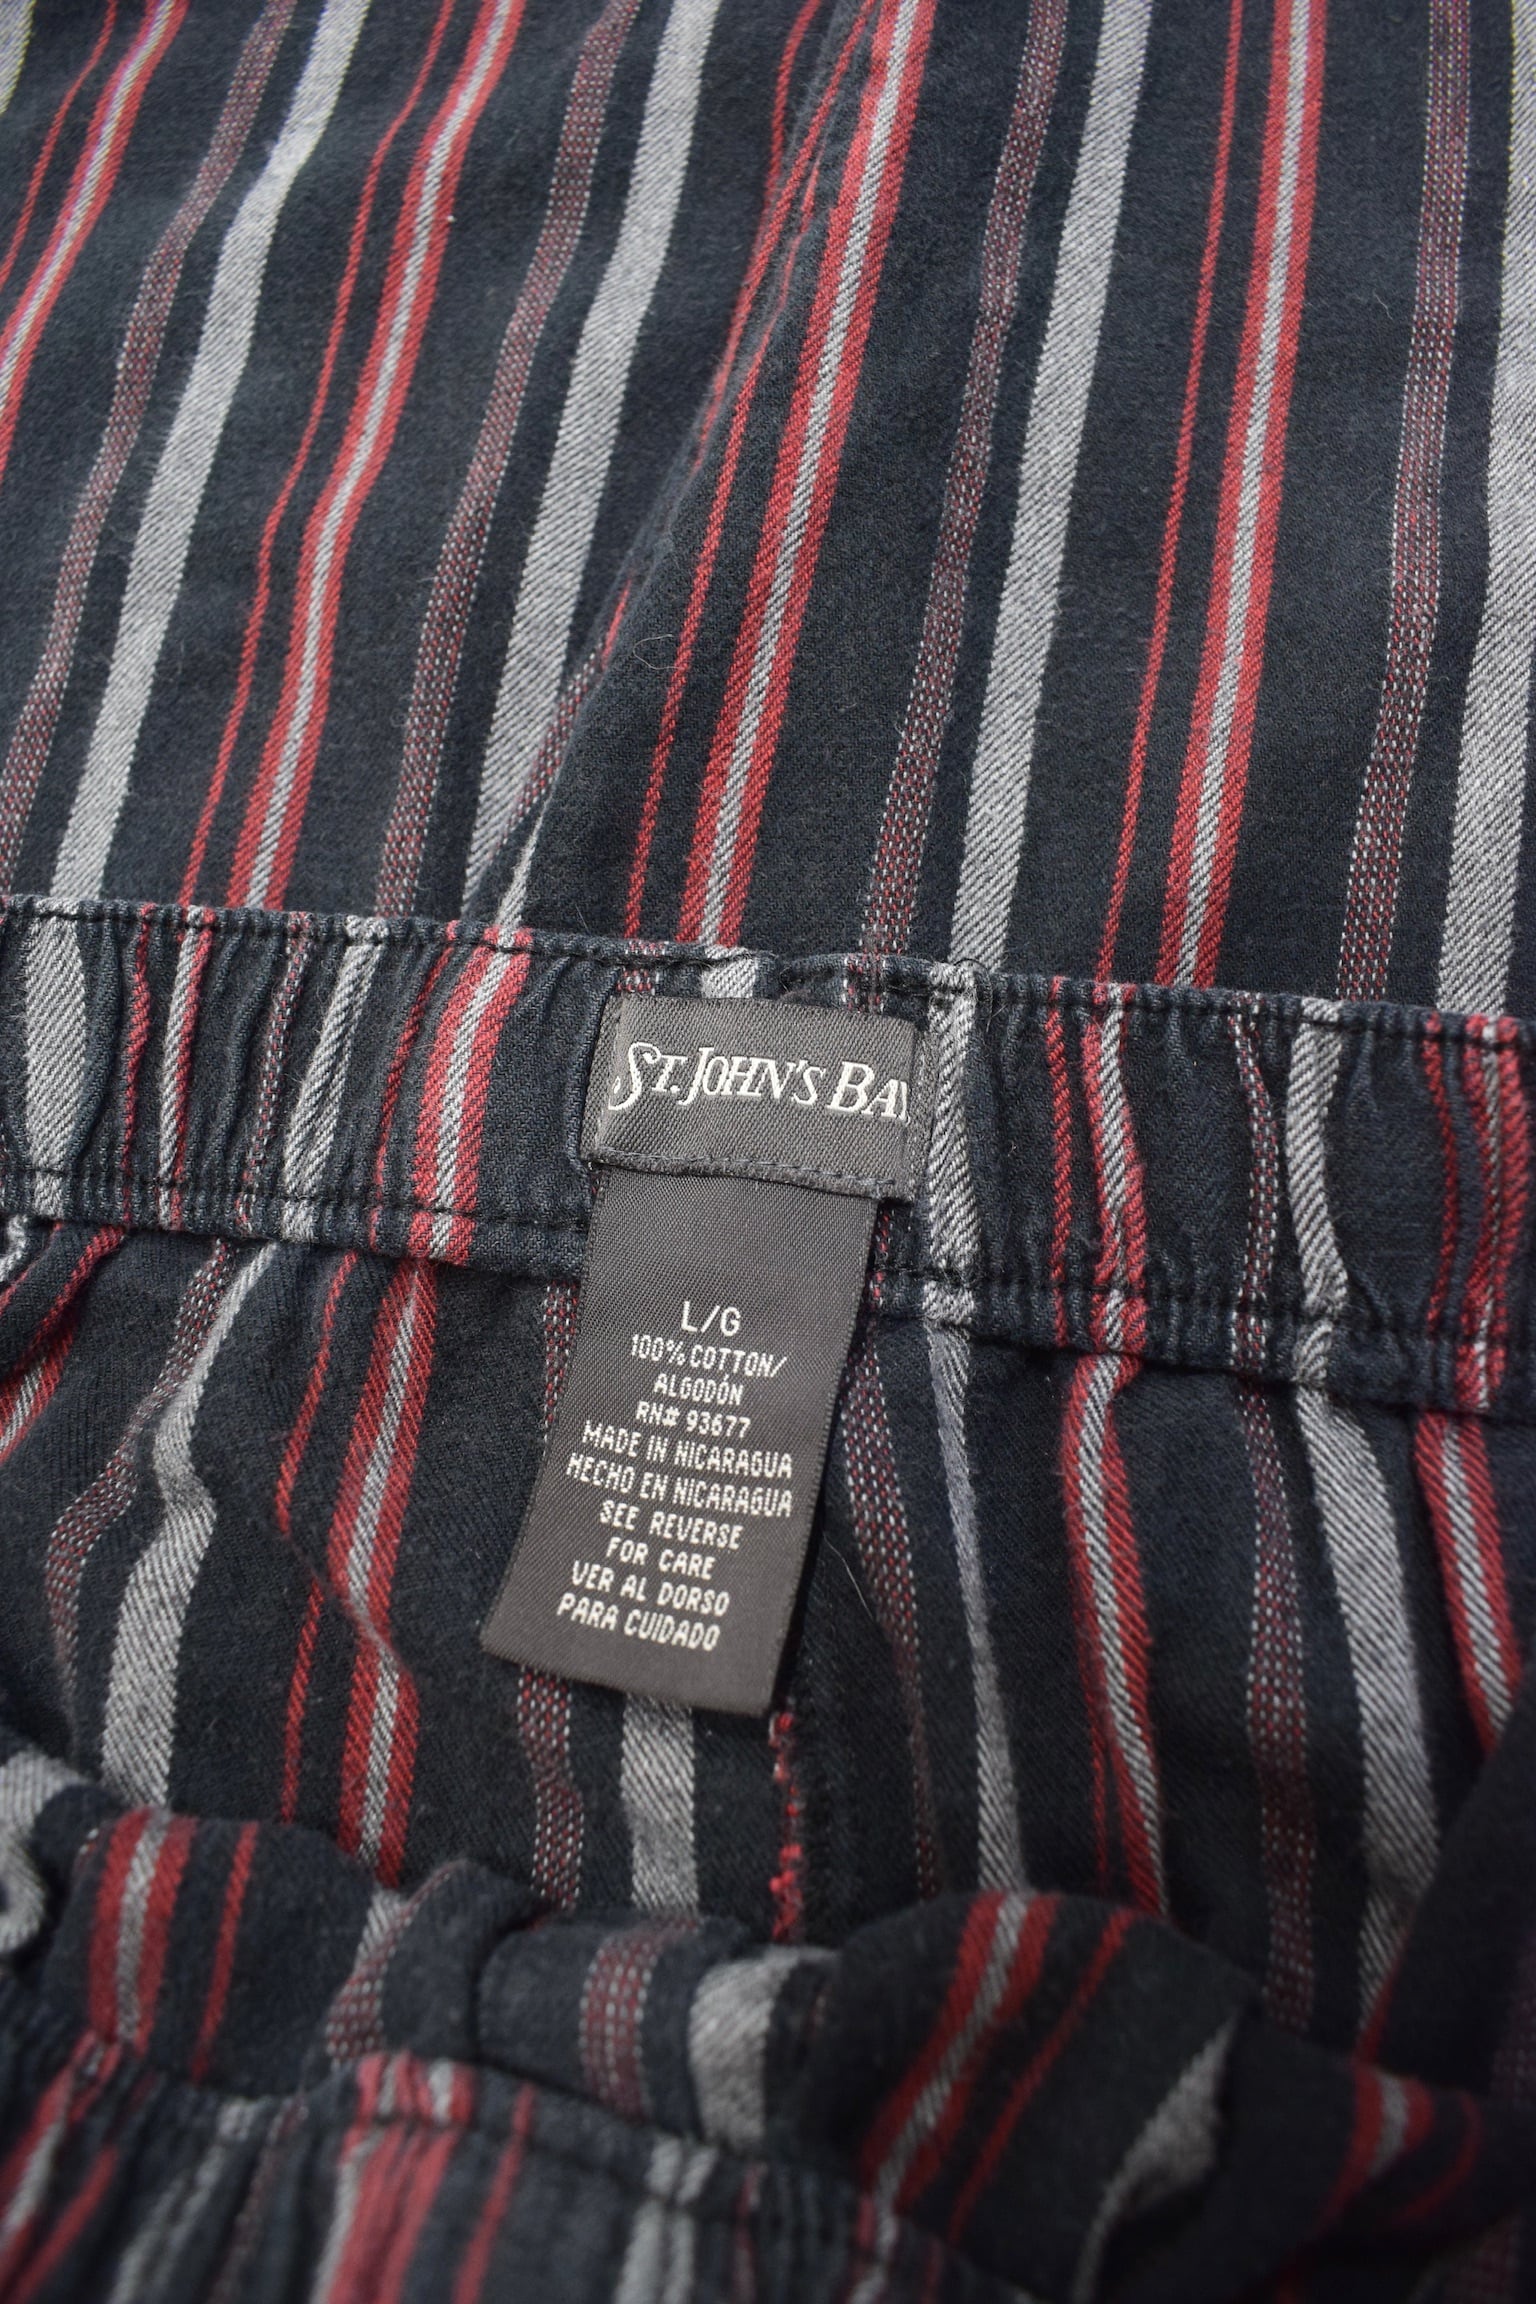 ST. JOHN'S BAY
L/G
100% COTTON/
ALGODÓN
RN# 93677
MADE IN NICARAGUA
HECHO EN NICARAGUA
SEE REVERSE
FOR CARE
VER AL DORSO
PARA CUIDADO